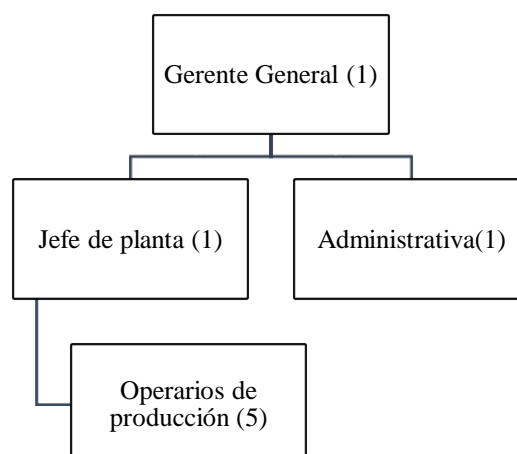 Gerente General (1)
Jefe de planta (1)
Administrativa(1)
Operarios de
producción (5)